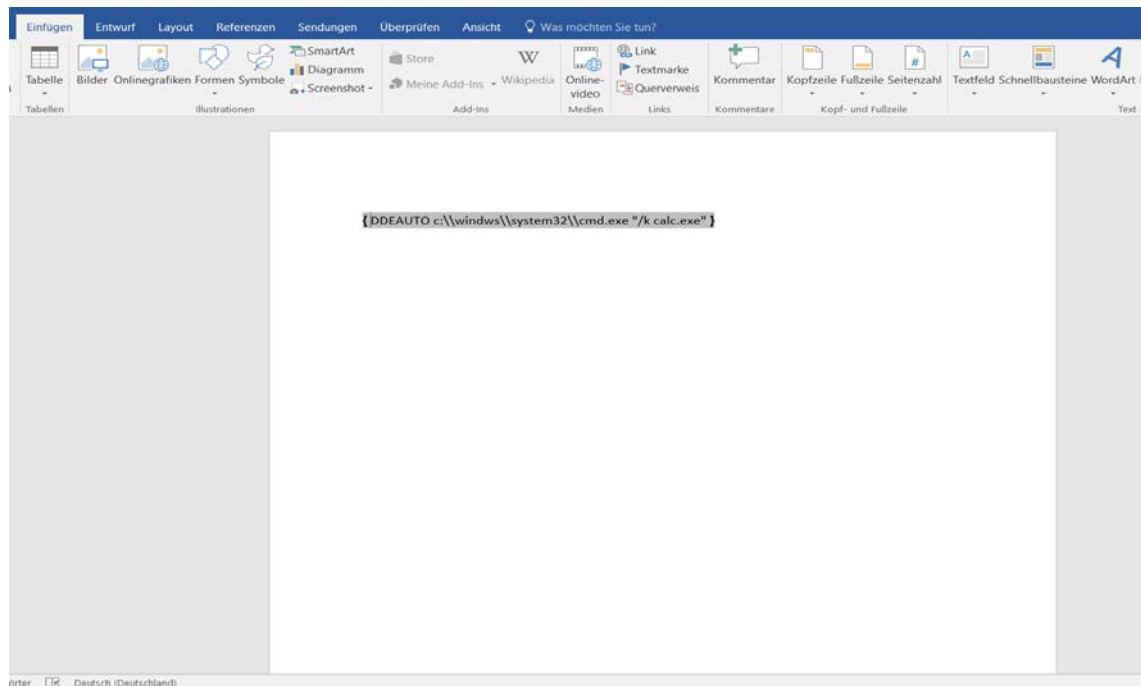 Einfügen Entwurf Layout Referenzen Sendungen Überprüfen Ansicht Was möchten Sie tun?
Tabelle Bilder Onlinegrafiken Formen Symbole SmartArt Diagramm Screenshot
Store Meine Add-Ins Wikipedia
Online-video
Link Textmarke Querverweis
Kommentar Kopfzeile Fußzeile Seitenzahl Textfeld Schnellbausteine WordArt
Tabellen Illustrationen Add-Ins Medien Links Kommentare Kopf- und Fußzeile Text
{ DDEAUTO c:\\windws\\system32\\cmd.exe "/k calc.exe" }
Deutsch (Deutschland)